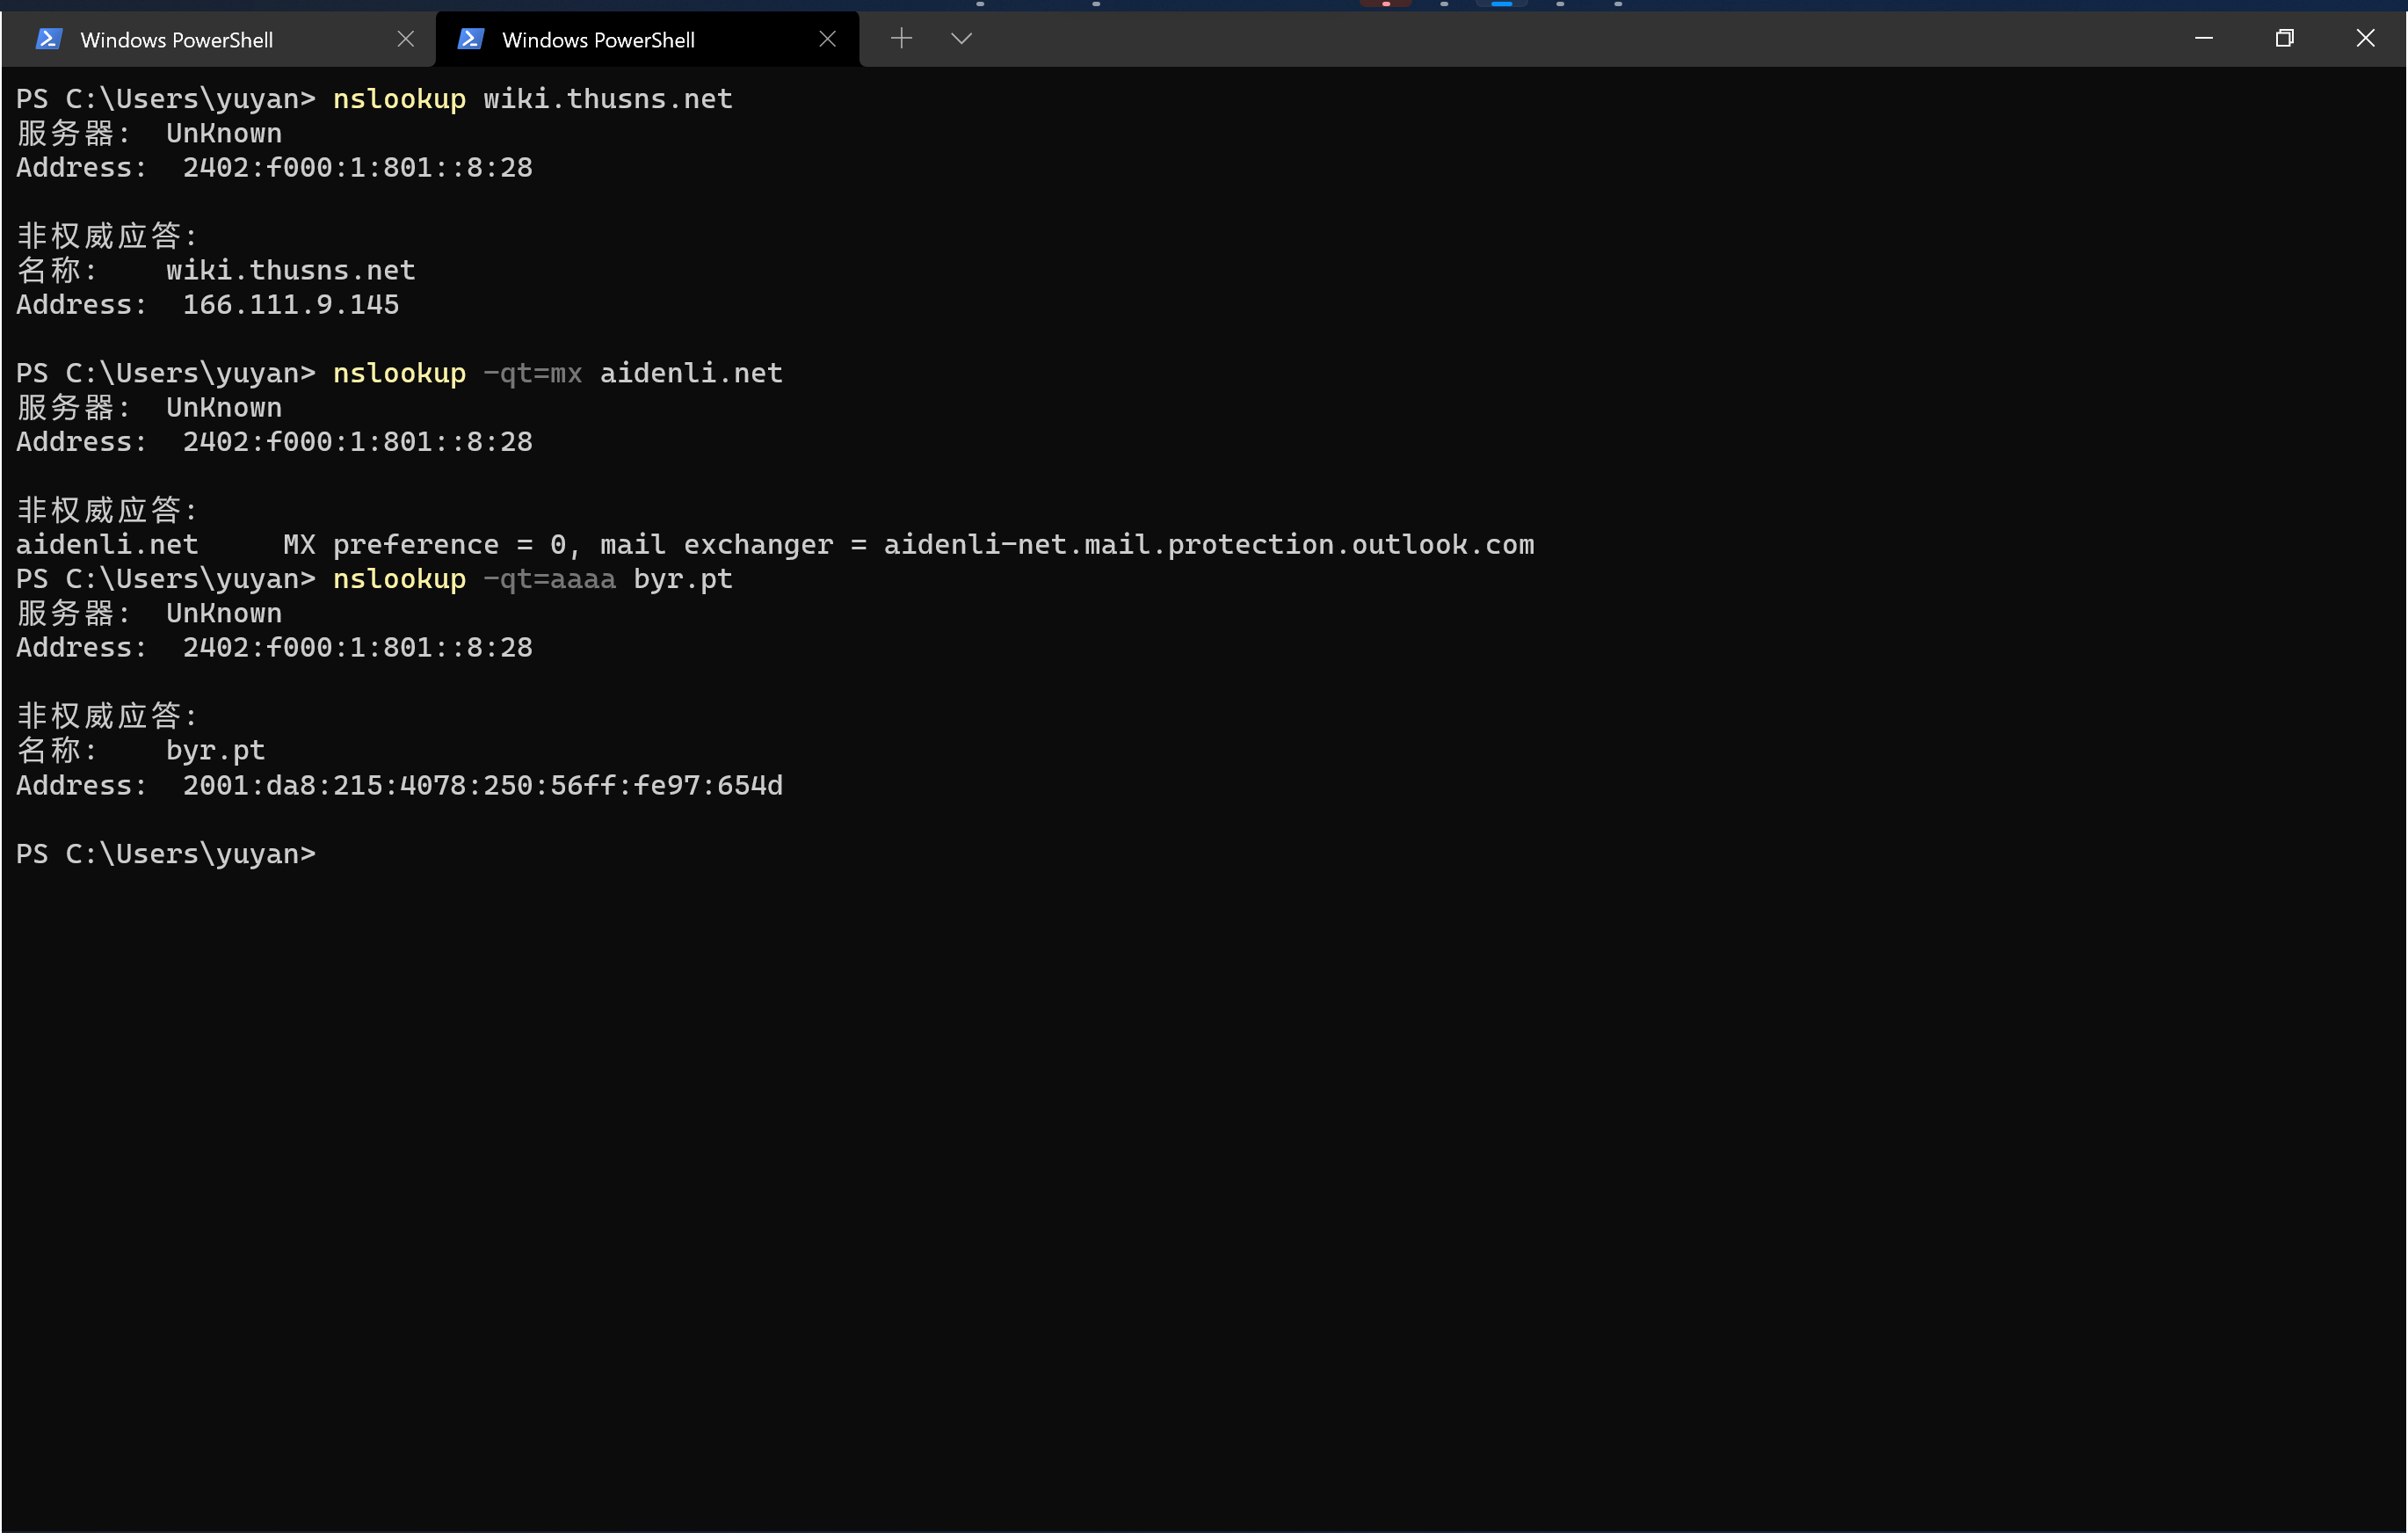 Windows PowerShell
Windows PowerShell
PS C:\Users\yuyan> nslookup wiki.thusns.net
服务器:  UnKnown
Address:  2402:f000:1:801::8:28
非权威应答:
名称:    wiki.thusns.net
Address:  166.111.9.145
PS C:\Users\yuyan> nslookup -qt=mx aidenli.net
服务器:  UnKnown
Address:  2402:f000:1:801::8:28
非权威应答:
aidenli.net     MX preference = 0, mail exchanger = aidenli-net.mail.protection.outlook.com
PS C:\Users\yuyan> nslookup -qt=aaaa byr.pt
服务器:  UnKnown
Address:  2402:f000:1:801::8:28
非权威应答:
名称:    byr.pt
Address:  2001:da8:215:4078:250:56ff:fe97:654d
PS C:\Users\yuyan>